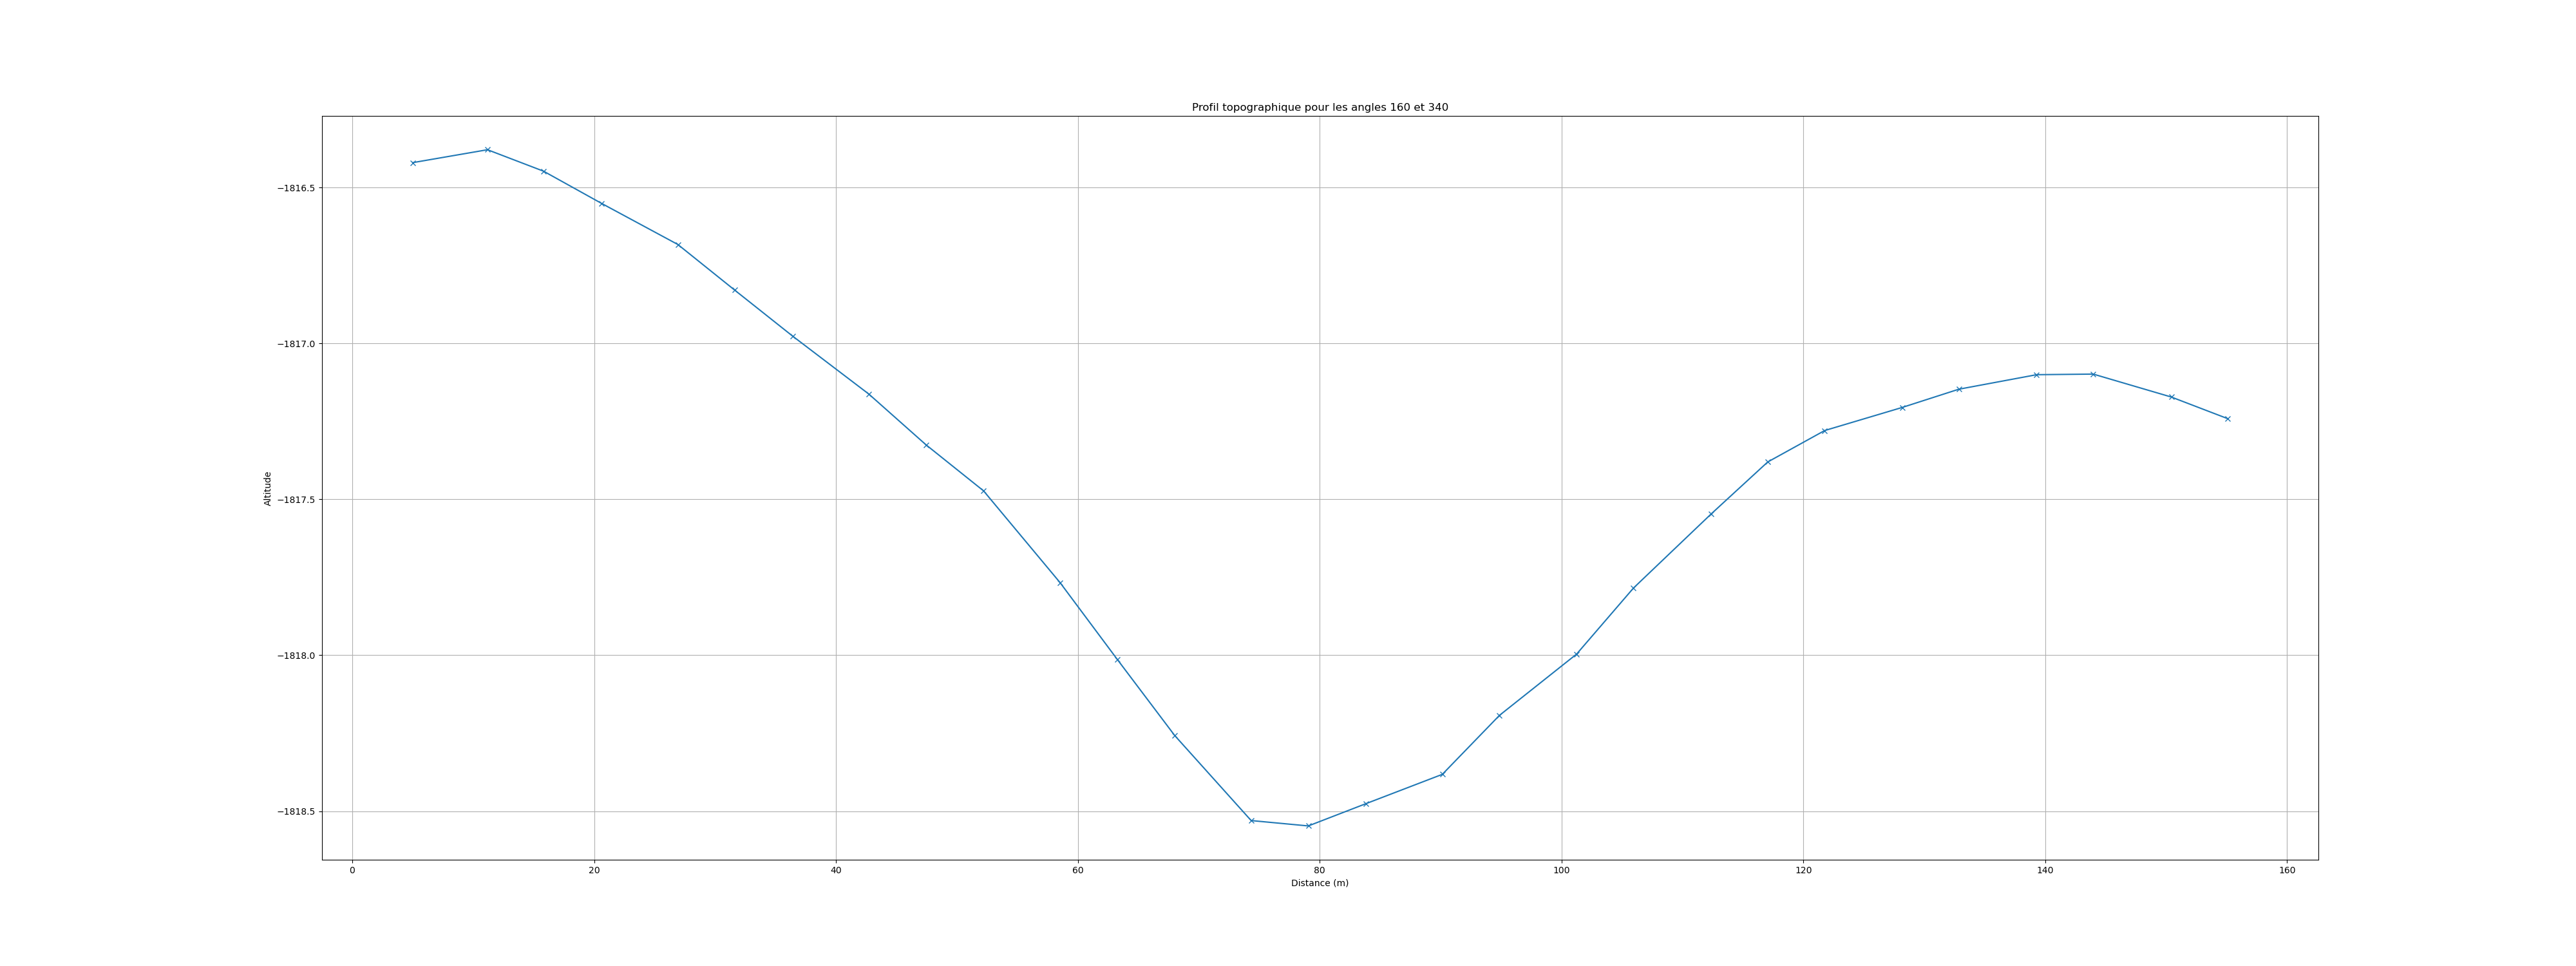 Profil topographique pour les angles 160 et 340
Altitude
−1816.5
−1817.0
−1817.5
−1818.0
−1818.5
0 20 40 60 80 100 120 140 160
Distance (m)